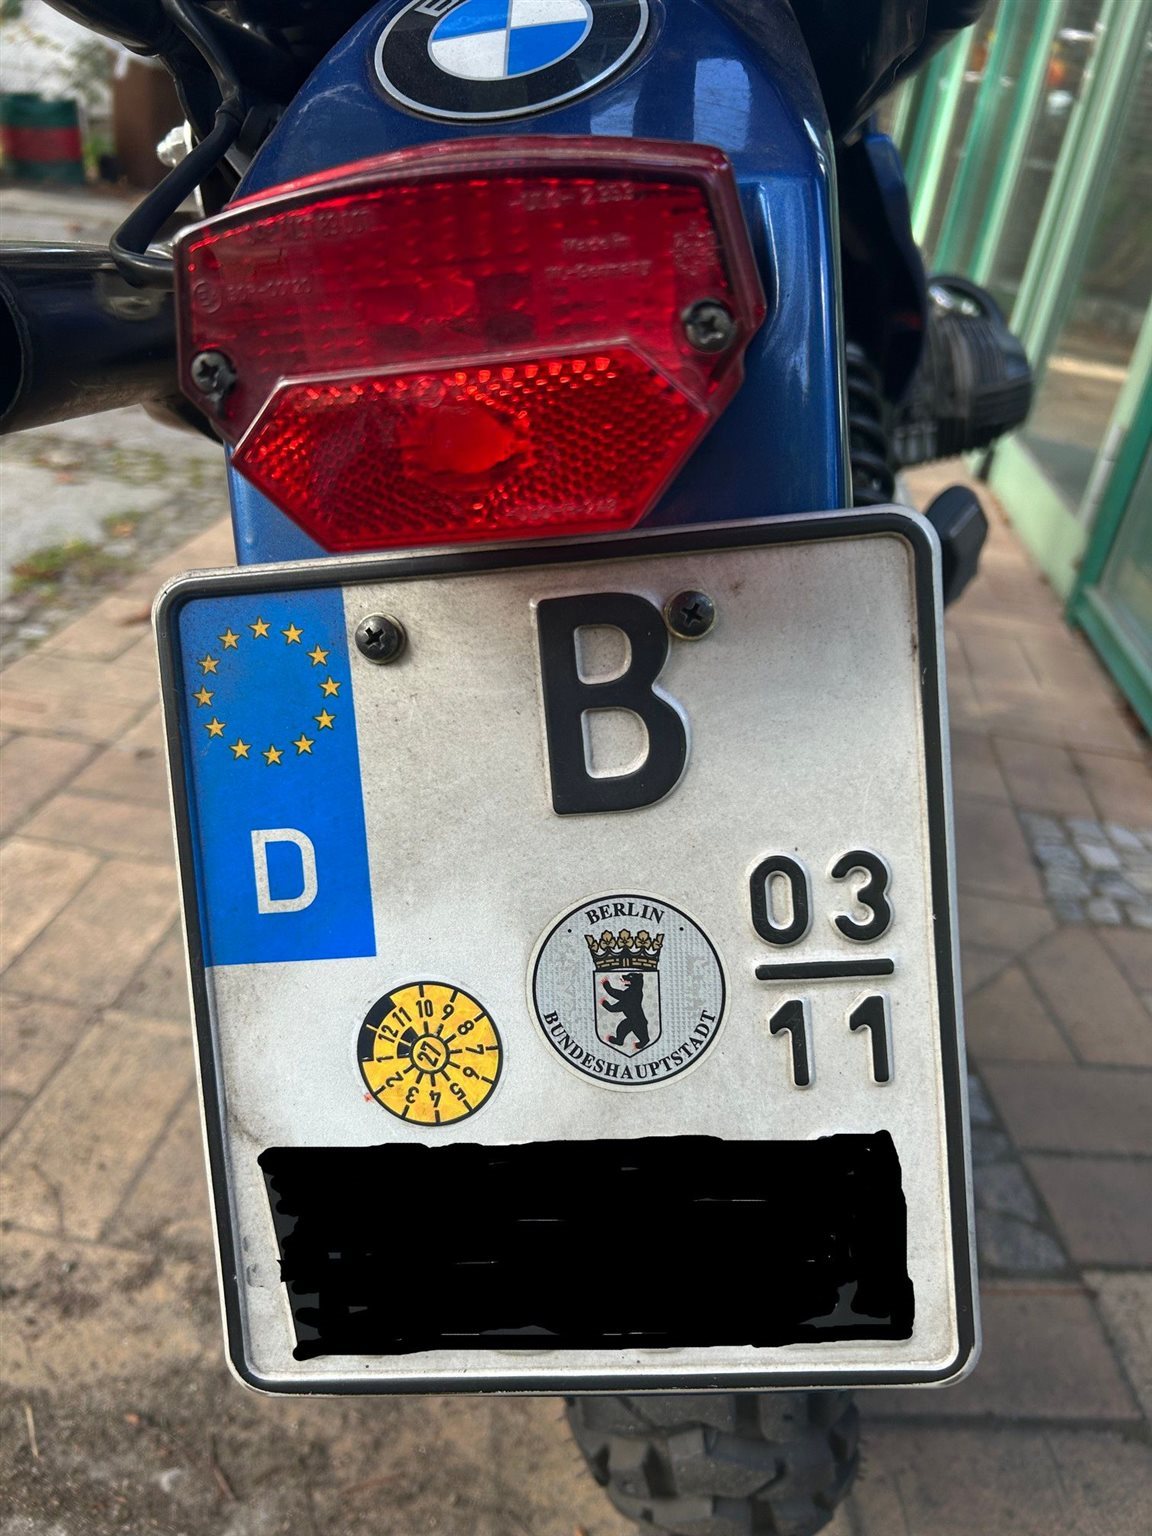 Made in
W.-Germany
B
D
03
11
BERLIN
BUNDESHAUPTSTADT
1 12 11 10 9 8 7 6 5 4 3 2
27